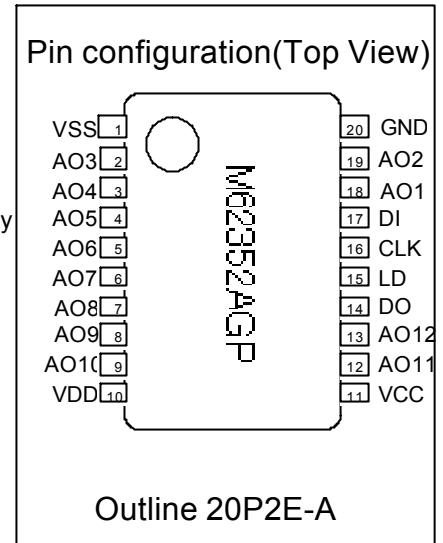 Pin configuration(Top View)
VSS 1 20 GND
AO3 2 19 AO2
AO4 3 18 AO1
y AO5 4 17 DI
AO6 5 16 CLK
AO7 6 15 LD
AO8 7 14 DO
AO9 8 13 AO12
AO10 9 12 AO11
VDD 10 11 VCC
M62352AGP
Outline 20P2E-A